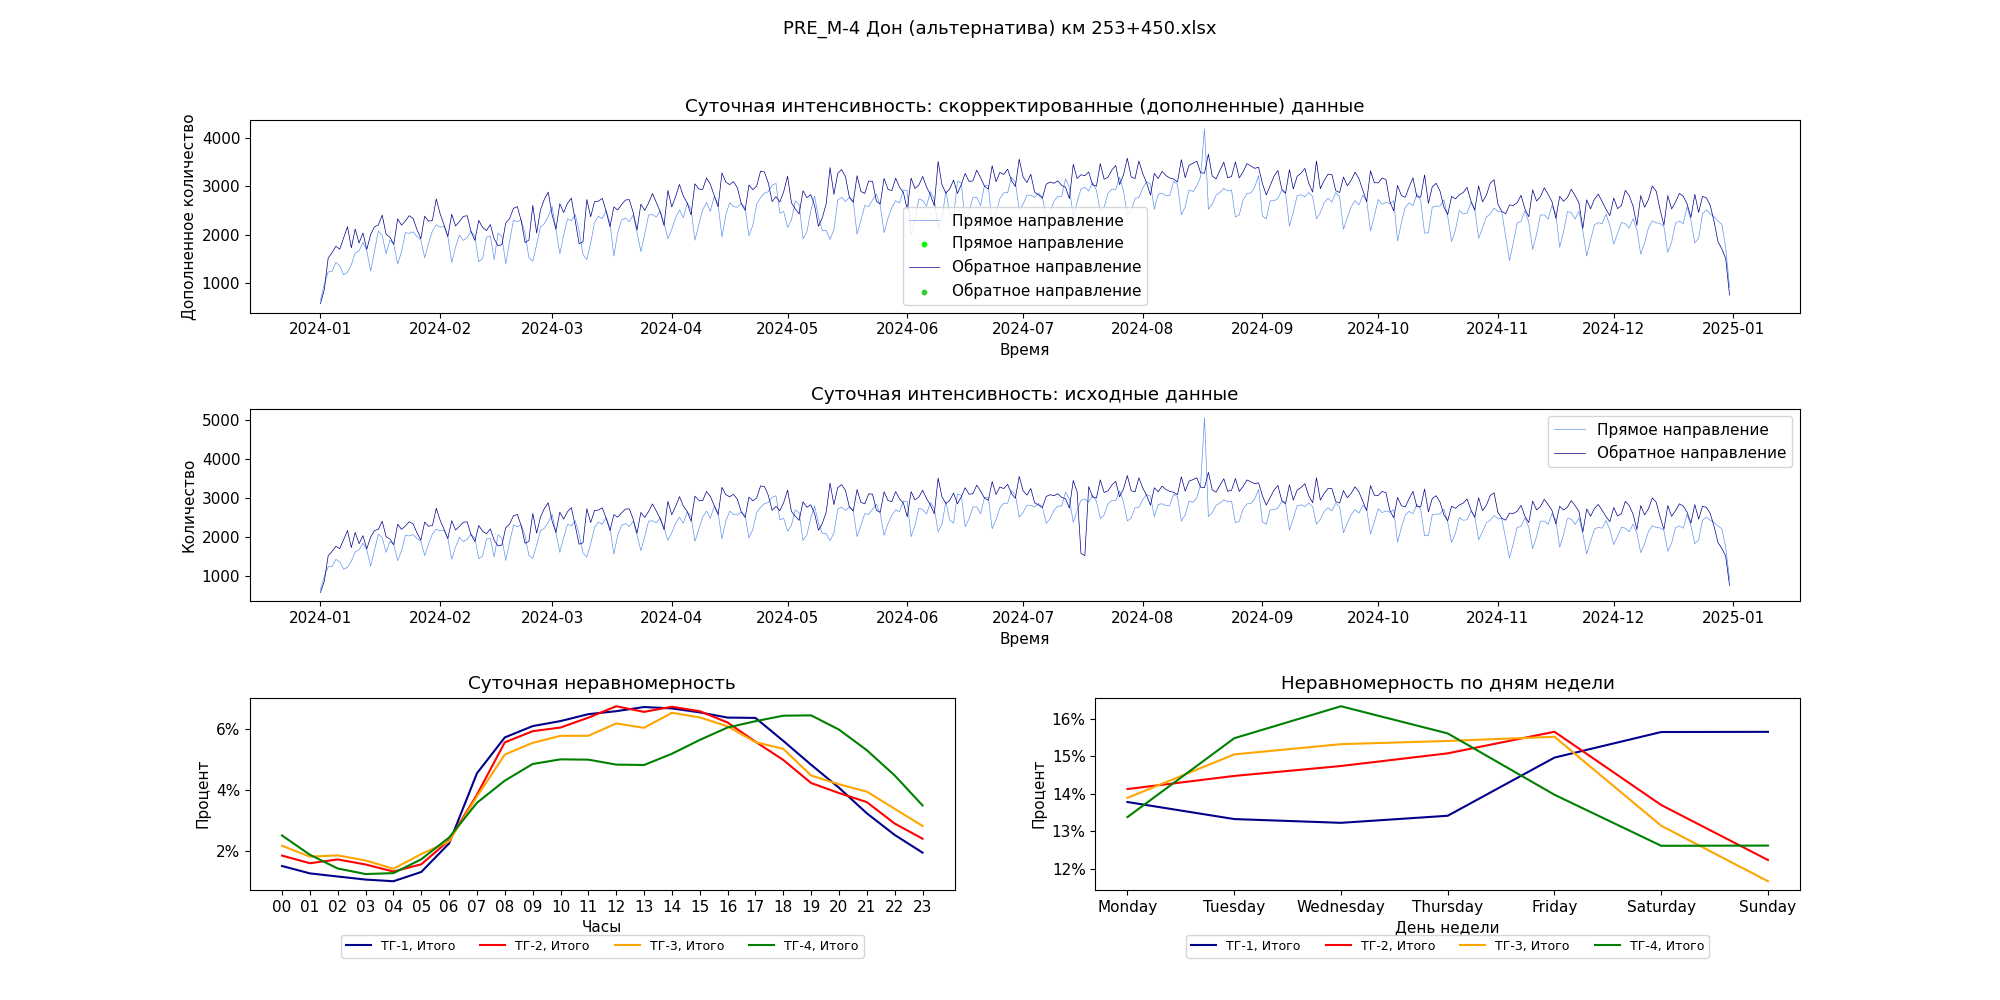 PRE_М-4 Дон (альтернатива) км 253+450.xlsx
Суточная интенсивность: скорректированные (дополненные) данные
Дополненное количество
4000
3000
2000
1000
Прямое направление
Прямое направление
Обратное направление
Обратное направление
2024-01 2024-02 2024-03 2024-04 2024-05 2024-06 2024-07 2024-08 2024-09 2024-10 2024-11 2024-12 2025-01
Время
Суточная интенсивность: исходные данные
Количество
5000
4000
3000
2000
1000
Прямое направление
Обратное направление
2024-01 2024-02 2024-03 2024-04 2024-05 2024-06 2024-07 2024-08 2024-09 2024-10 2024-11 2024-12 2025-01
Время
Суточная неравномерность
Процент
6%
4%
2%
00 01 02 03 04 05 06 07 08 09 10 11 12 13 14 15 16 17 18 19 20 21 22 23
Часы
ТГ-1, Итого ТГ-2, Итого ТГ-3, Итого ТГ-4, Итого
Неравномерность по дням недели
Процент
16%
15%
14%
13%
12%
Monday Tuesday Wednesday Thursday Friday Saturday Sunday
День недели
ТГ-1, Итого ТГ-2, Итого ТГ-3, Итого ТГ-4, Итого